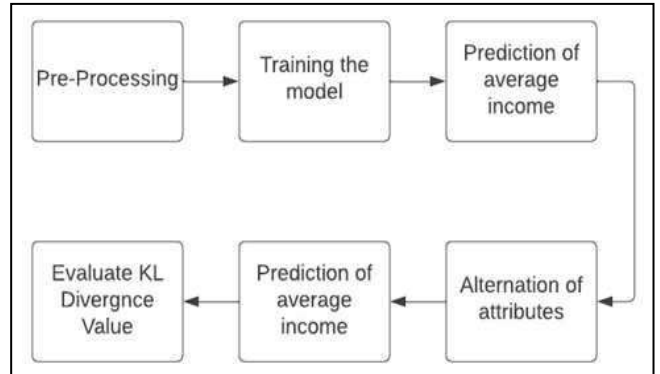 Pre-Processing
Training the
model
Prediction of
average
income
Alternation of
attributes
Prediction of
average
income
Evaluate KL
Divergnce
Value